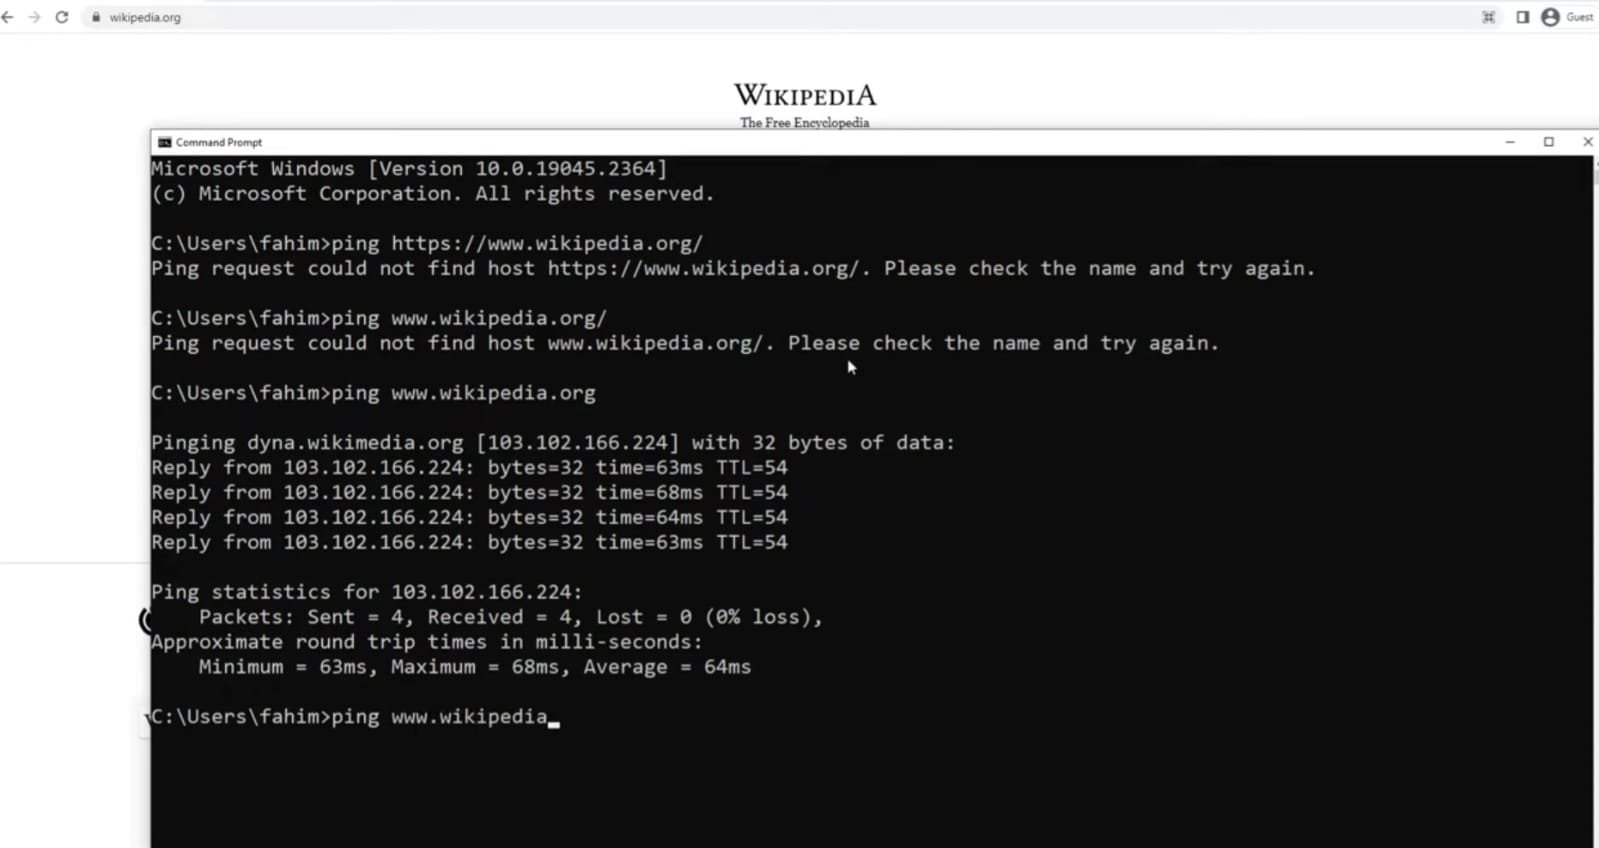 wikipedia.org
Guest
WIKIPEDIA
The Free Encyclopedia
Command Prompt
Microsoft Windows [Version 10.0.19045.2364]
(c) Microsoft Corporation. All rights reserved.
C:\Users\fahim>ping https://www.wikipedia.org/
Ping request could not find host https://www.wikipedia.org/. Please check the name and try again.
C:\Users\fahim>ping www.wikipedia.org/
Ping request could not find host www.wikipedia.org/. Please check the name and try again.
C:\Users\fahim>ping www.wikipedia.org
Pinging dyna.wikimedia.org [103.102.166.224] with 32 bytes of data:
Reply from 103.102.166.224: bytes=32 time=63ms TTL=54
Reply from 103.102.166.224: bytes=32 time=68ms TTL=54
Reply from 103.102.166.224: bytes=32 time=64ms TTL=54
Reply from 103.102.166.224: bytes=32 time=63ms TTL=54
Ping statistics for 103.102.166.224:
Packets: Sent = 4, Received = 4, Lost = 0 (0% loss),
Approximate round trip times in milli-seconds:
Minimum = 63ms, Maximum = 68ms, Average = 64ms
C:\Users\fahim>ping www.wikipedia